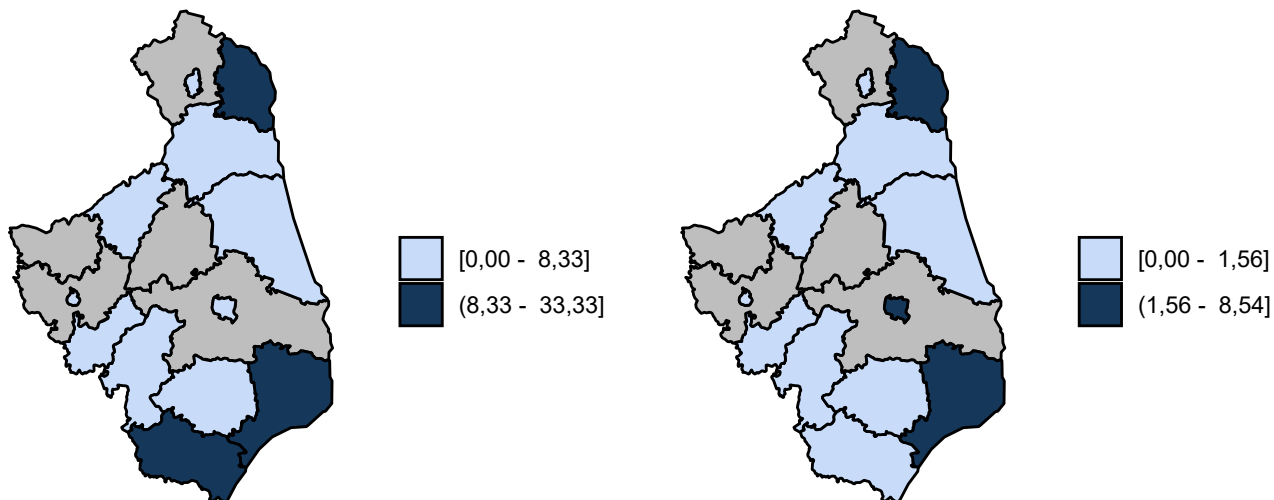 [0,00 -  8,33]
(8,33 -  33,33]
[0,00 -  1,56]
(1,56 -  8,54]